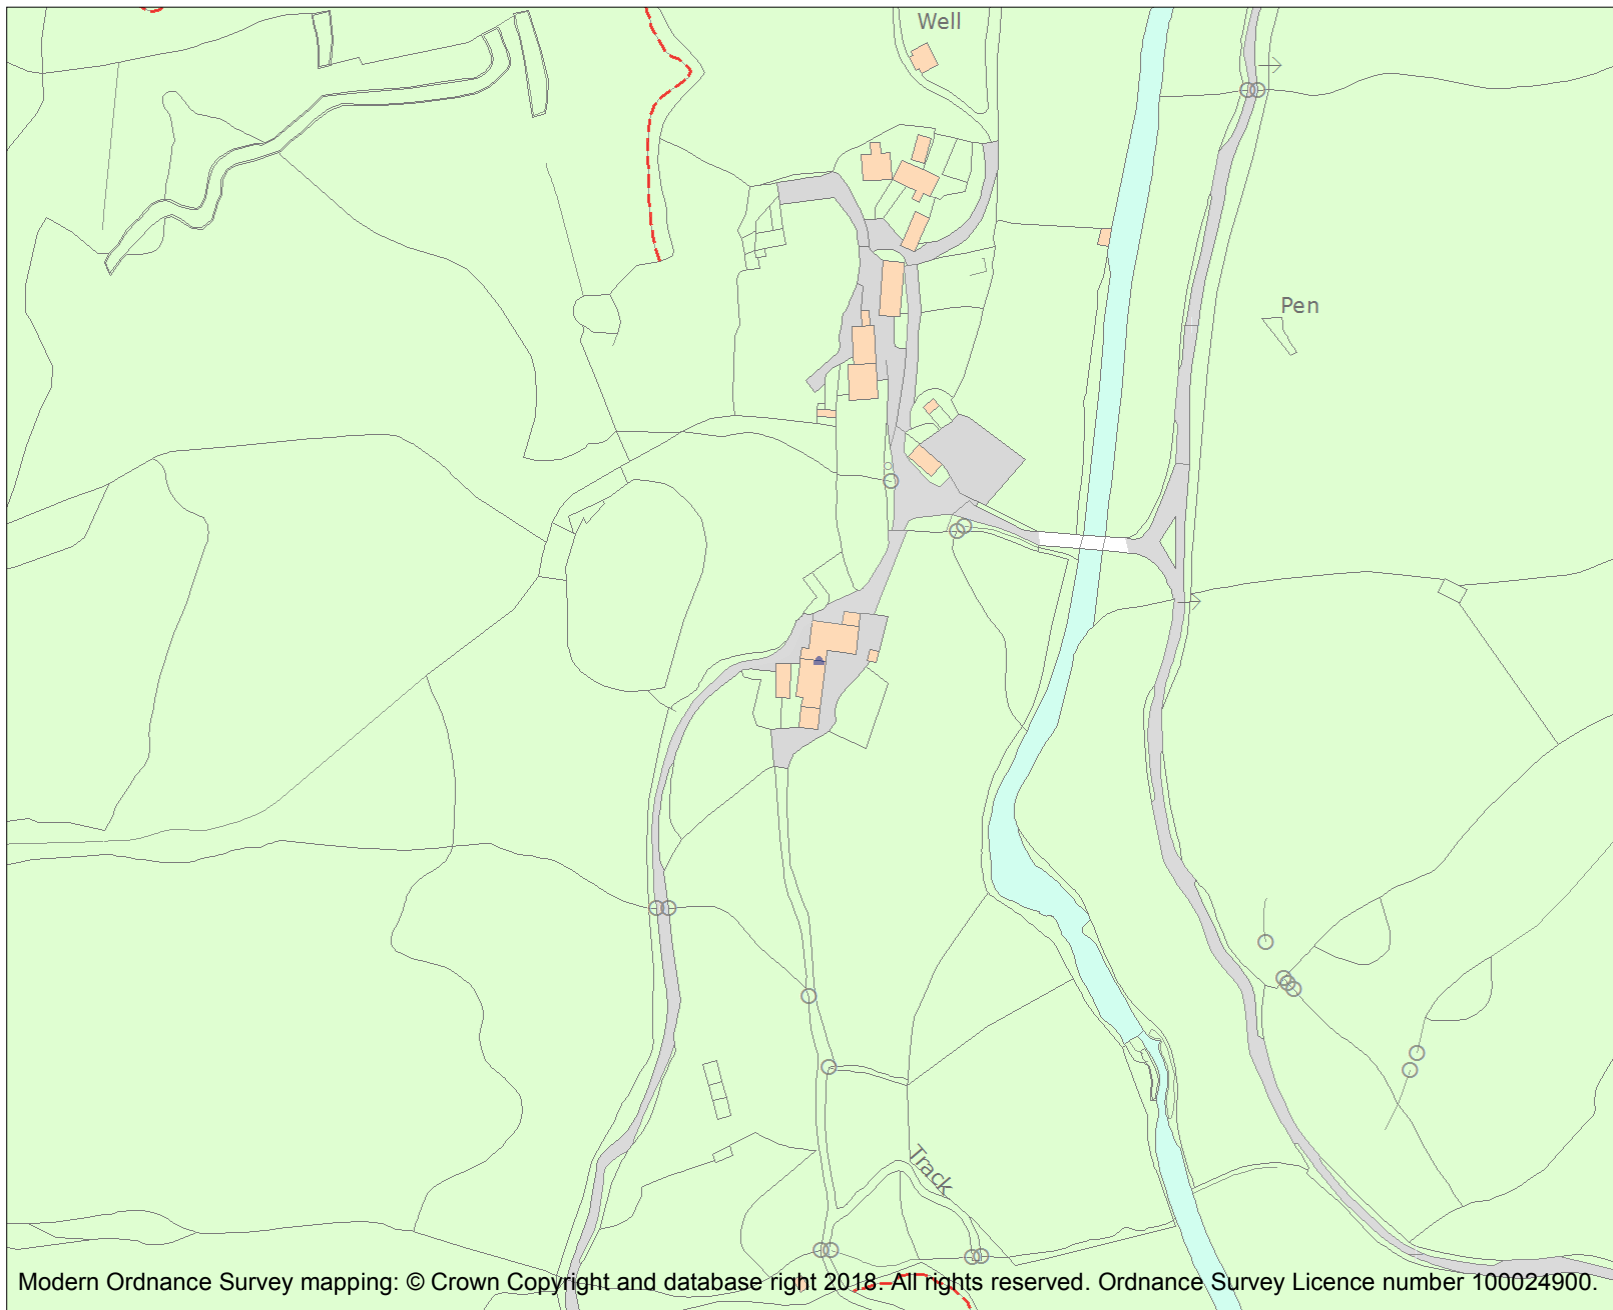 Well
Pen
Track
Modern Ordnance Survey mapping: © Crown Copyright and database right 2018. All rights reserved. Ordnance Survey Licence number 100024900.